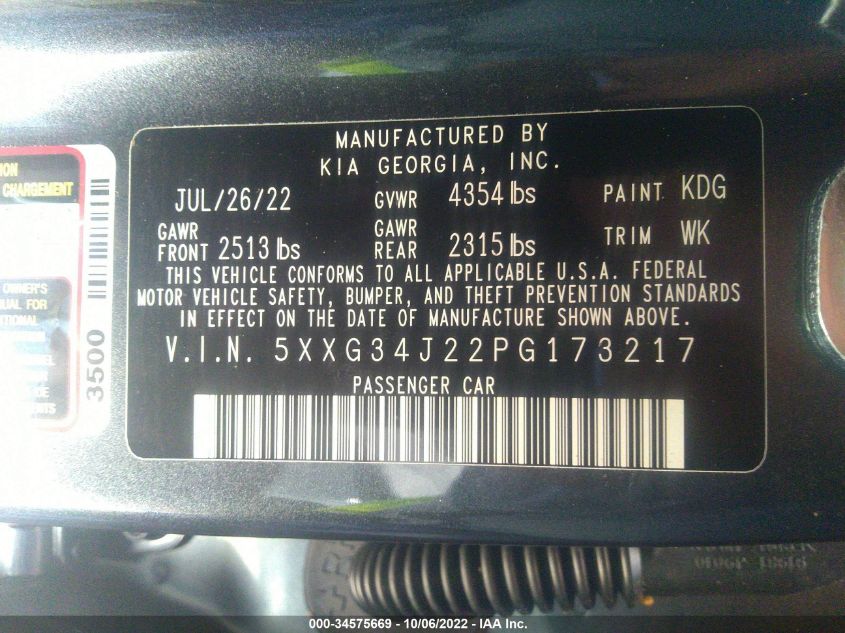 MANUFACTURED BY
KIA GEORGIA, INC.
JUL/26/22 GVWR 4354 lbs PAINT KDG
GAWR FRONT 2513 lbs GAWR REAR 2315 lbs TRIM WK
THIS VEHICLE CONFORMS TO ALL APPLICABLE U.S.A. FEDERAL
MOTOR VEHICLE SAFETY, BUMPER, AND THEFT PREVENTION STANDARDS
IN EFFECT ON THE DATE OF MANUFACTURE SHOWN ABOVE.
V.I.N. 5XXG34J22PG173217
PASSENGER CAR
CHARGEMENT
OWNER'S
FOR
3500
000-34575669 - 10/06/2022 - IAA Inc.